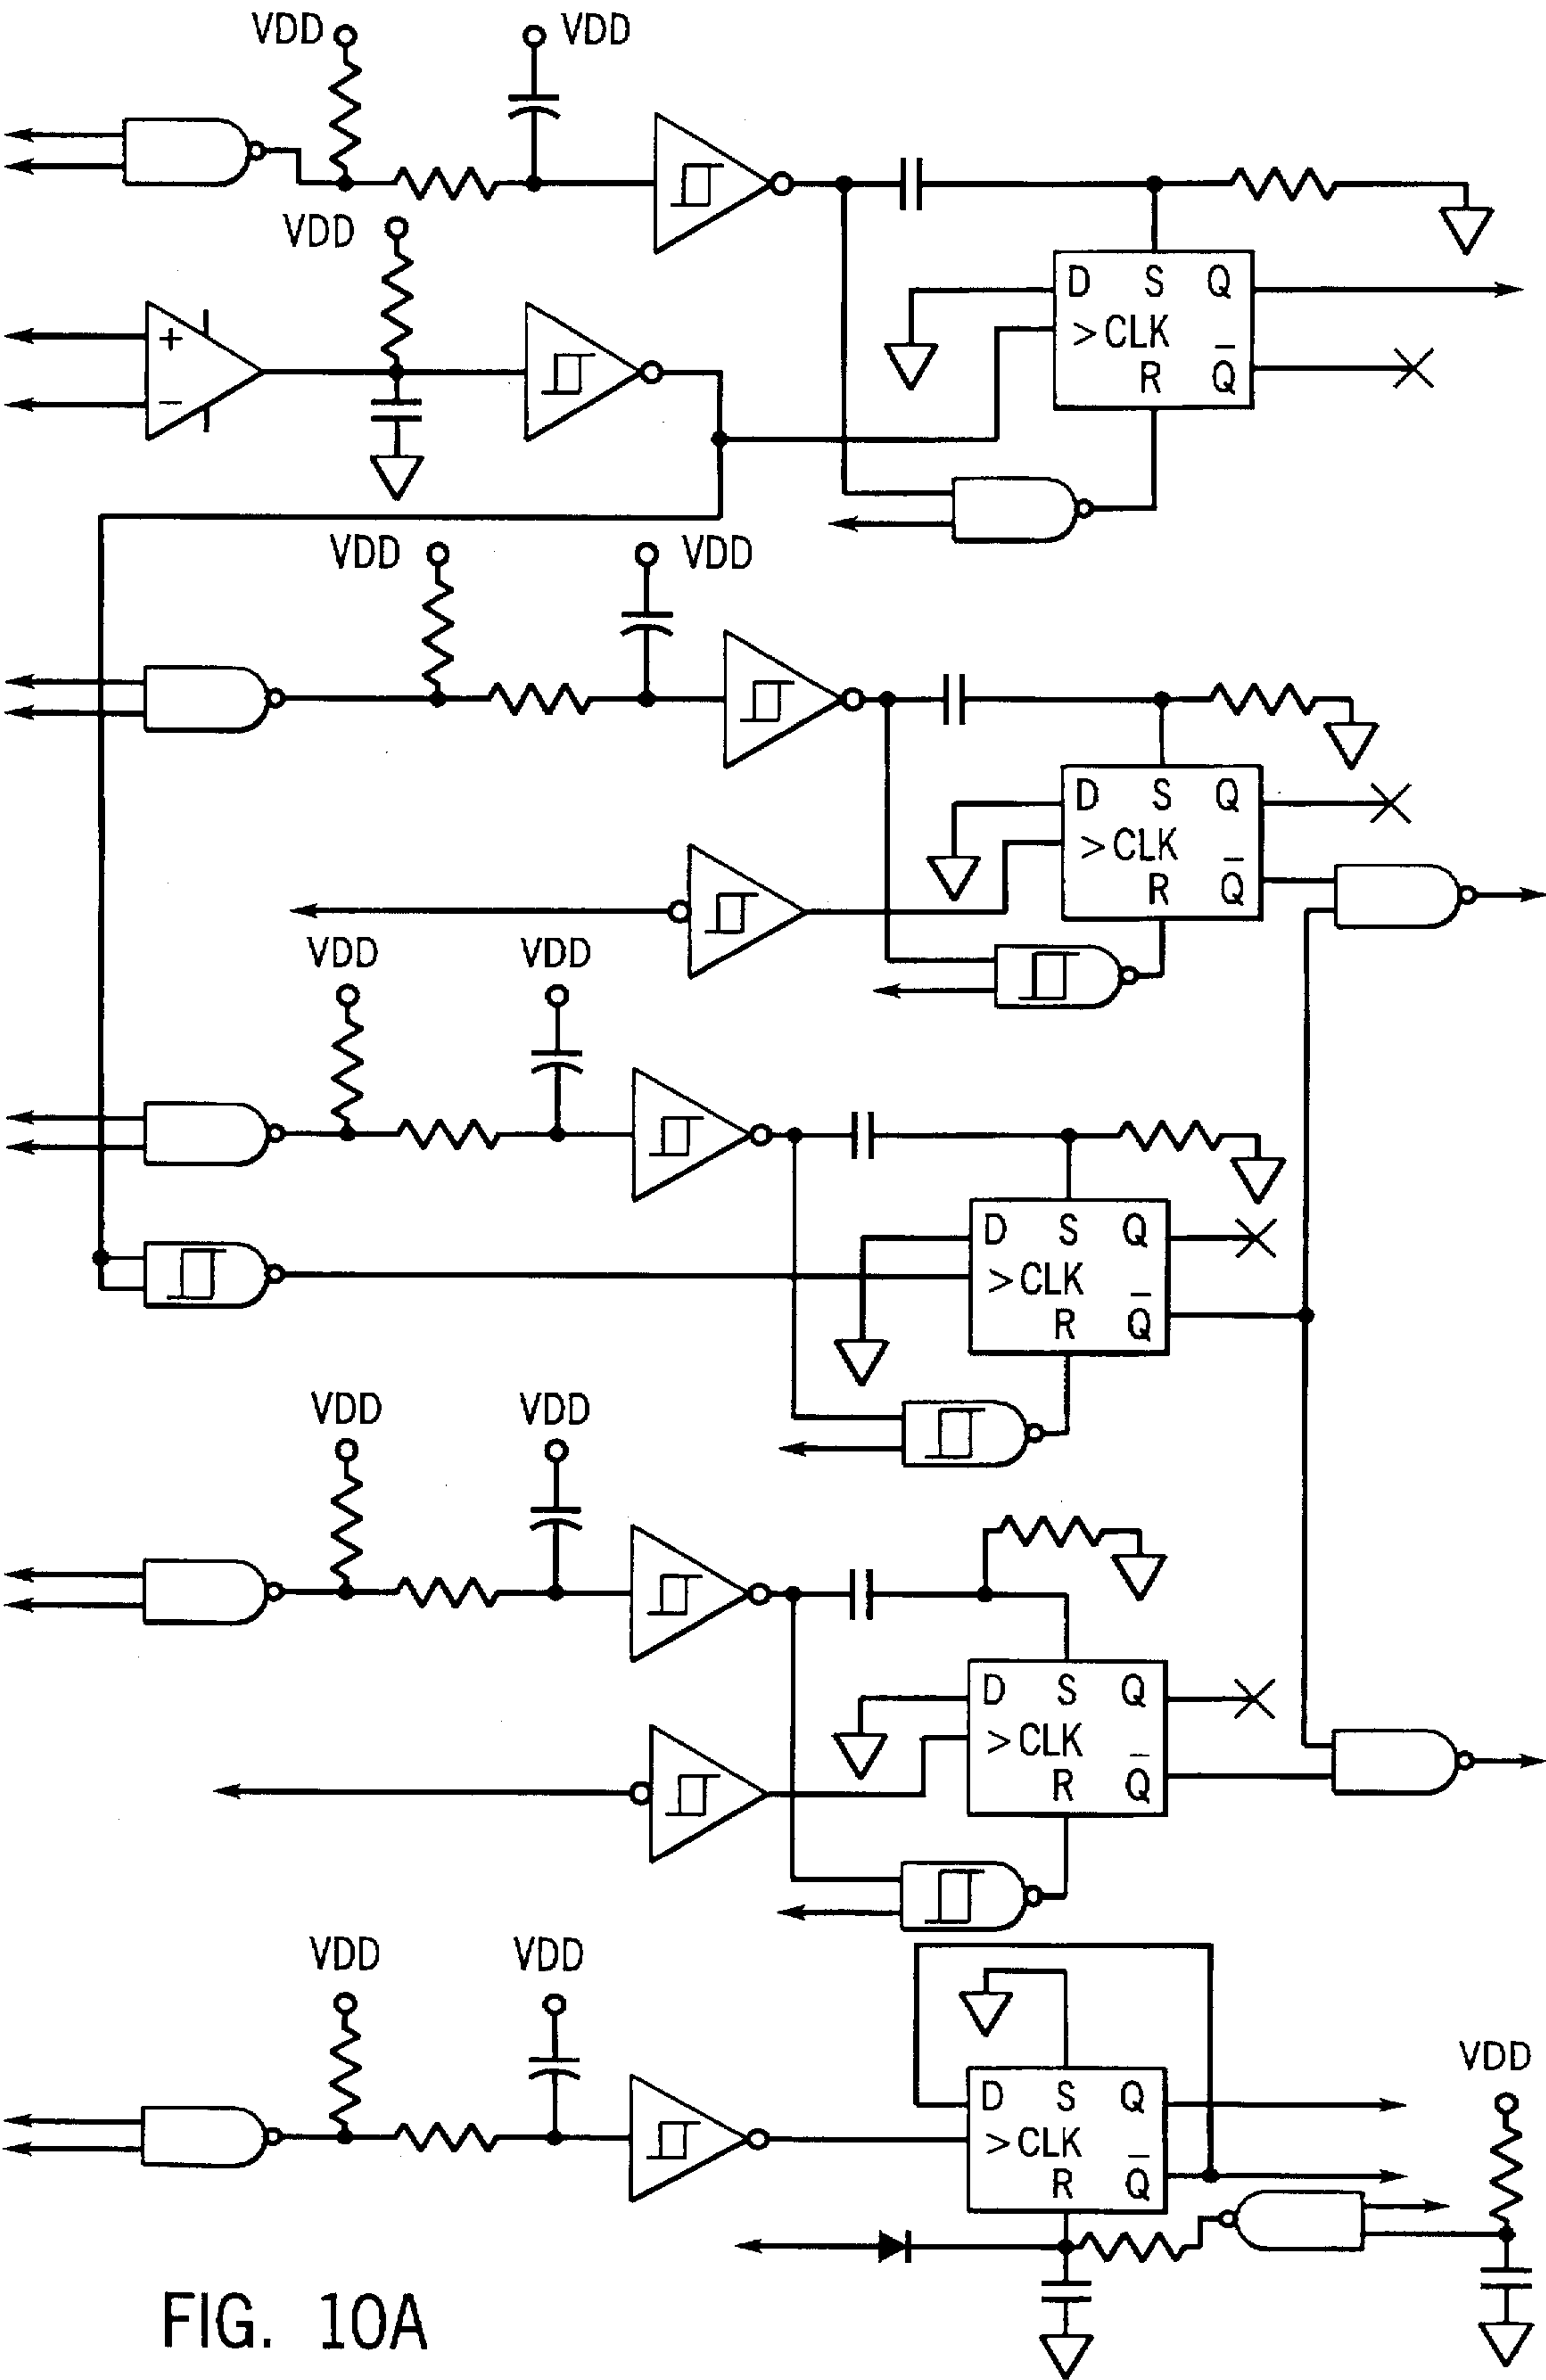 VDD VDD
VDD
D S Q
+
>CLK
R Q̅
−
VDD VDD
D S Q
>CLK
R Q̅
VDD VDD
D S Q
>CLK
R Q̅
VDD VDD
D S Q
>CLK
R Q̅
VDD VDD
VDD
D S Q
>CLK
R Q̅
FIG. 10A